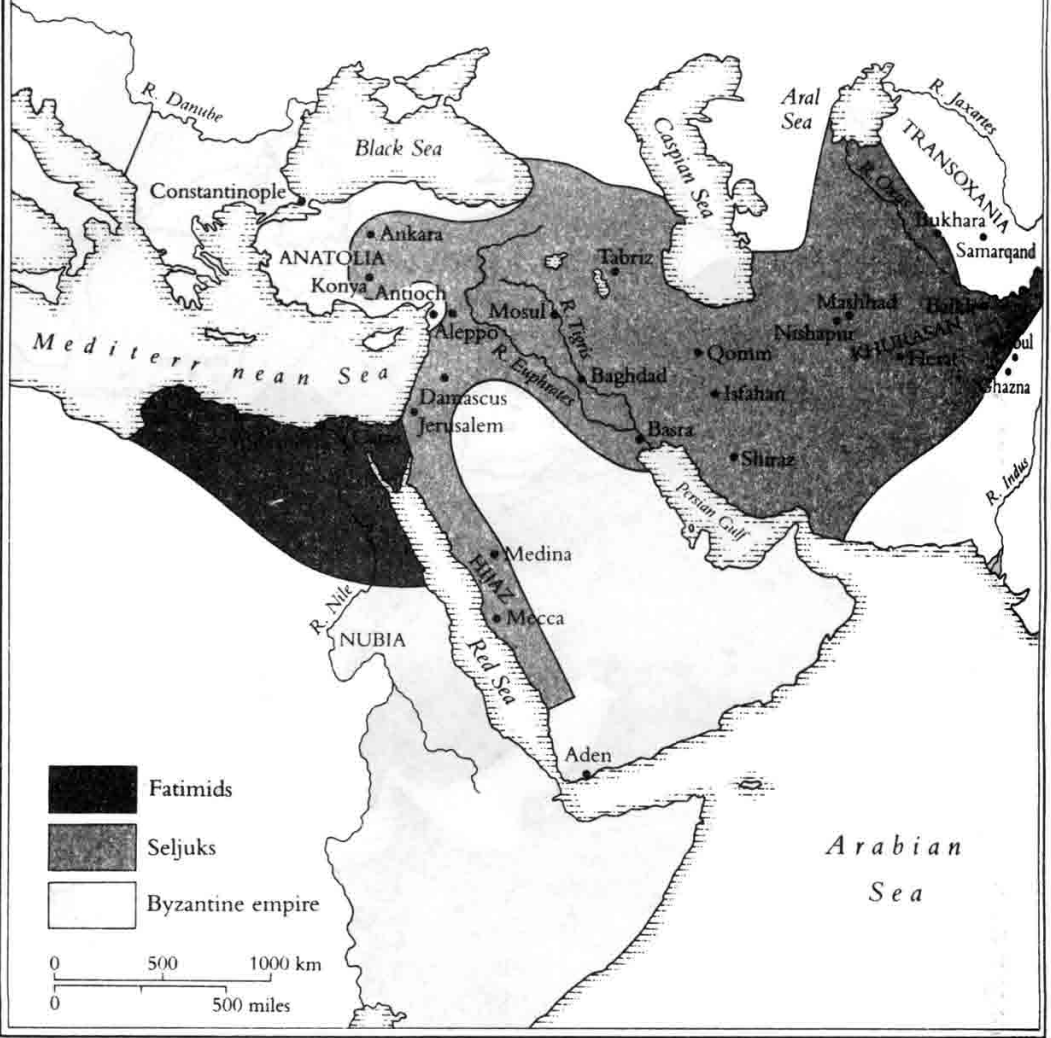 R. Danube
Black Sea
Constantinople
Ankara
ANATOLIA
Konya
Antioch
Aleppo
Mediterr nean Sea
Damascus
Jerusalem
Cairo
Caspian Sea
Aral
Sea
R. Jaxartes
TRANSOXANIA
R. Oxus
Bukhara
Samarqand
Tabriz
Mosul
R. Tigris
R. Euphrates
Baghdad
Basra
Qomm
Isfahan
Shiraz
Mashhad
Nishapur
KHURASAN
Herat
Balkh
Ghazna
R. Indus
Persian Gulf
Medina
HIJAZ
Mecca
Red Sea
R. Nile
NUBIA
Aden
Arabian
Sea
Fatimids
Seljuks
Byzantine empire
0 500 1000 km
0 500 miles